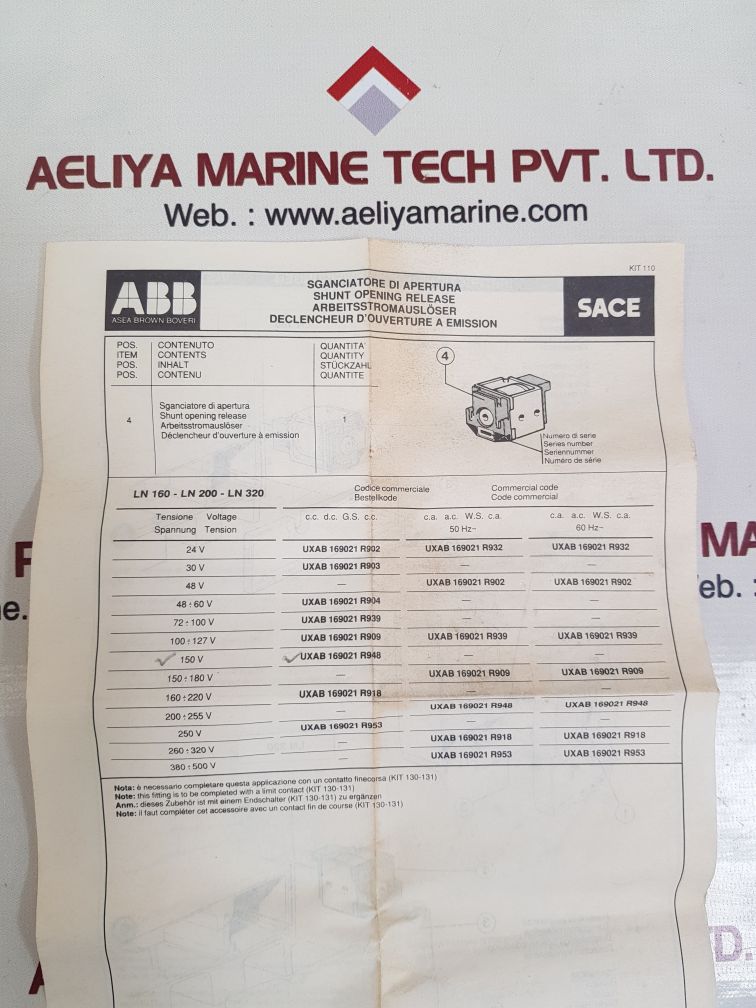 AELIYA MARINE TECH PVT. LTD.
Web. : www.aeliyamarine.com
KIT 110
ABB
ASEA BROWN BOVERI
SGANCIATORE DI APERTURA
SHUNT OPENING RELEASE
ARBEITSSTROMAUSLÖSER
DECLENCHEUR D'OUVERTURE A EMISSION
SACE
POS. CONTENUTO QUANTITA'
ITEM CONTENTS QUANTITY
POS. INHALT STÜCKZAHL
POS. CONTENU QUANTITE
4
Sganciatore di apertura
Shunt opening release
4 1
Arbeitsstromauslöser
Déclencheur d'ouverture à emission
Numero di serie
Series number
Seriennummer
Numéro de série
LN 160 - LN 200 - LN 320
Codice commerciale Commercial code
Bestellkode Code commercial
Tensione Voltage c.c. d.c. G.S. c.c. c.a. a.c. W.S. c.a. c.a. a.c. W.S. c.a.
Spannung Tension 50 Hz~ 60 Hz~
24 V UXAB 169021 R902 UXAB 169021 R932 UXAB 169021 R932
30 V UXAB 169021 R903 — —
48 V — UXAB 169021 R902 UXAB 169021 R902
48÷60 V UXAB 169021 R904 — —
72÷100 V UXAB 169021 R939 — —
100÷127 V UXAB 169021 R909 UXAB 169021 R939 UXAB 169021 R939
150 V UXAB 169021 R948 — —
150÷180 V — UXAB 169021 R909 UXAB 169021 R909
160÷220 V UXAB 169021 R918 — —
200÷255 V — UXAB 169021 R948 UXAB 169021 R948
250 V UXAB 169021 R953 — —
260÷320 V — UXAB 169021 R918 UXAB 169021 R918
380÷500 V — UXAB 169021 R953 UXAB 169021 R953
Nota: è necessario completare questa applicazione con un contatto finecorsa (KIT 130-131)
Note: this fitting is to be completed with a limit contact (KIT 130-131)
Anm.: dieses Zubehör ist mit einem Endschalter (KIT 130-131) zu ergänzen
Note: il faut compléter cet accessoire avec un contact fin de course (KIT 130-131)